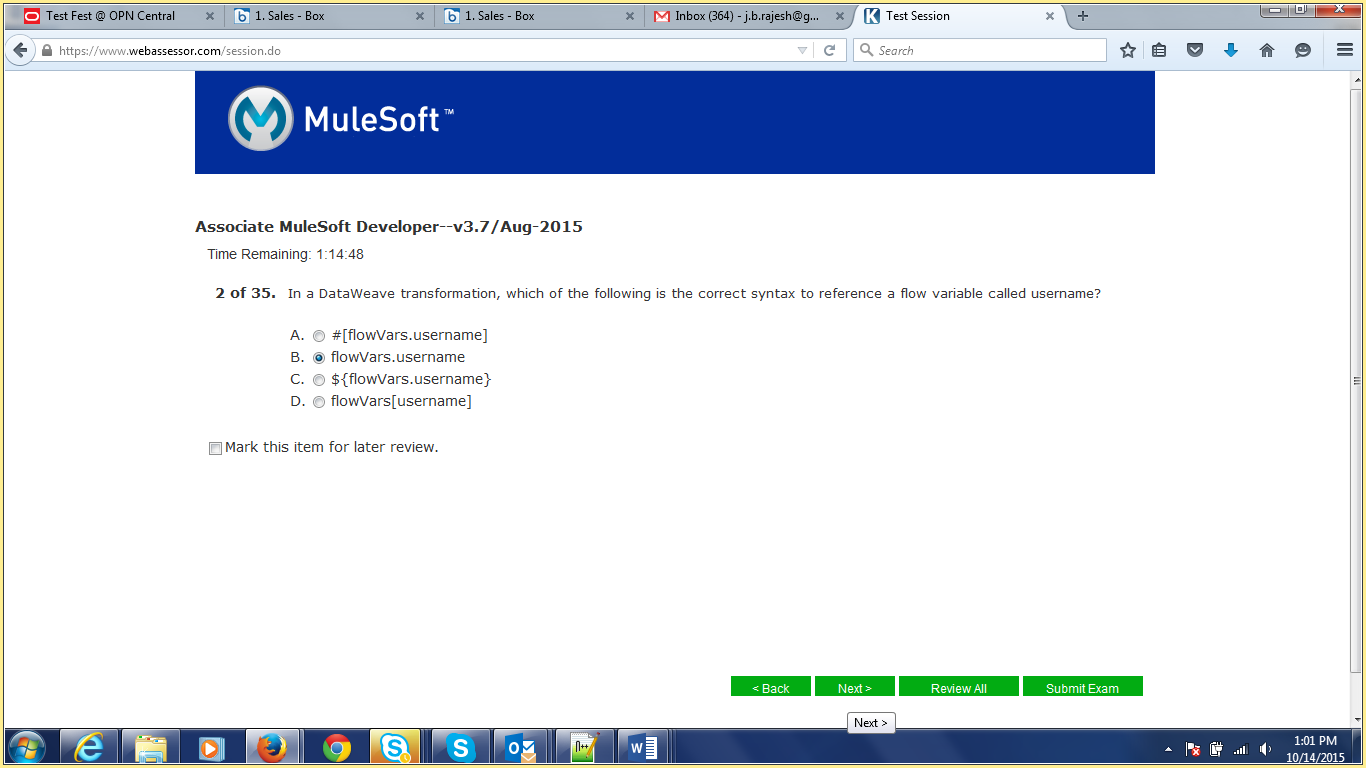 Test Fest @ OPN Central
1. Sales - Box
1. Sales - Box
Inbox (364) - j.b.rajesh@g...
Test Session
https://www.webassessor.com/session.do
Search
MuleSoft™
Associate MuleSoft Developer--v3.7/Aug-2015
Time Remaining: 1:14:48
2 of 35. In a DataWeave transformation, which of the following is the correct syntax to reference a flow variable called username?
A. #[flowVars.username]
B. flowVars.username
C. ${flowVars.username}
D. flowVars[username]
Mark this item for later review.
< Back
Next >
Review All
Submit Exam
Next >
1:01 PM
10/14/2015